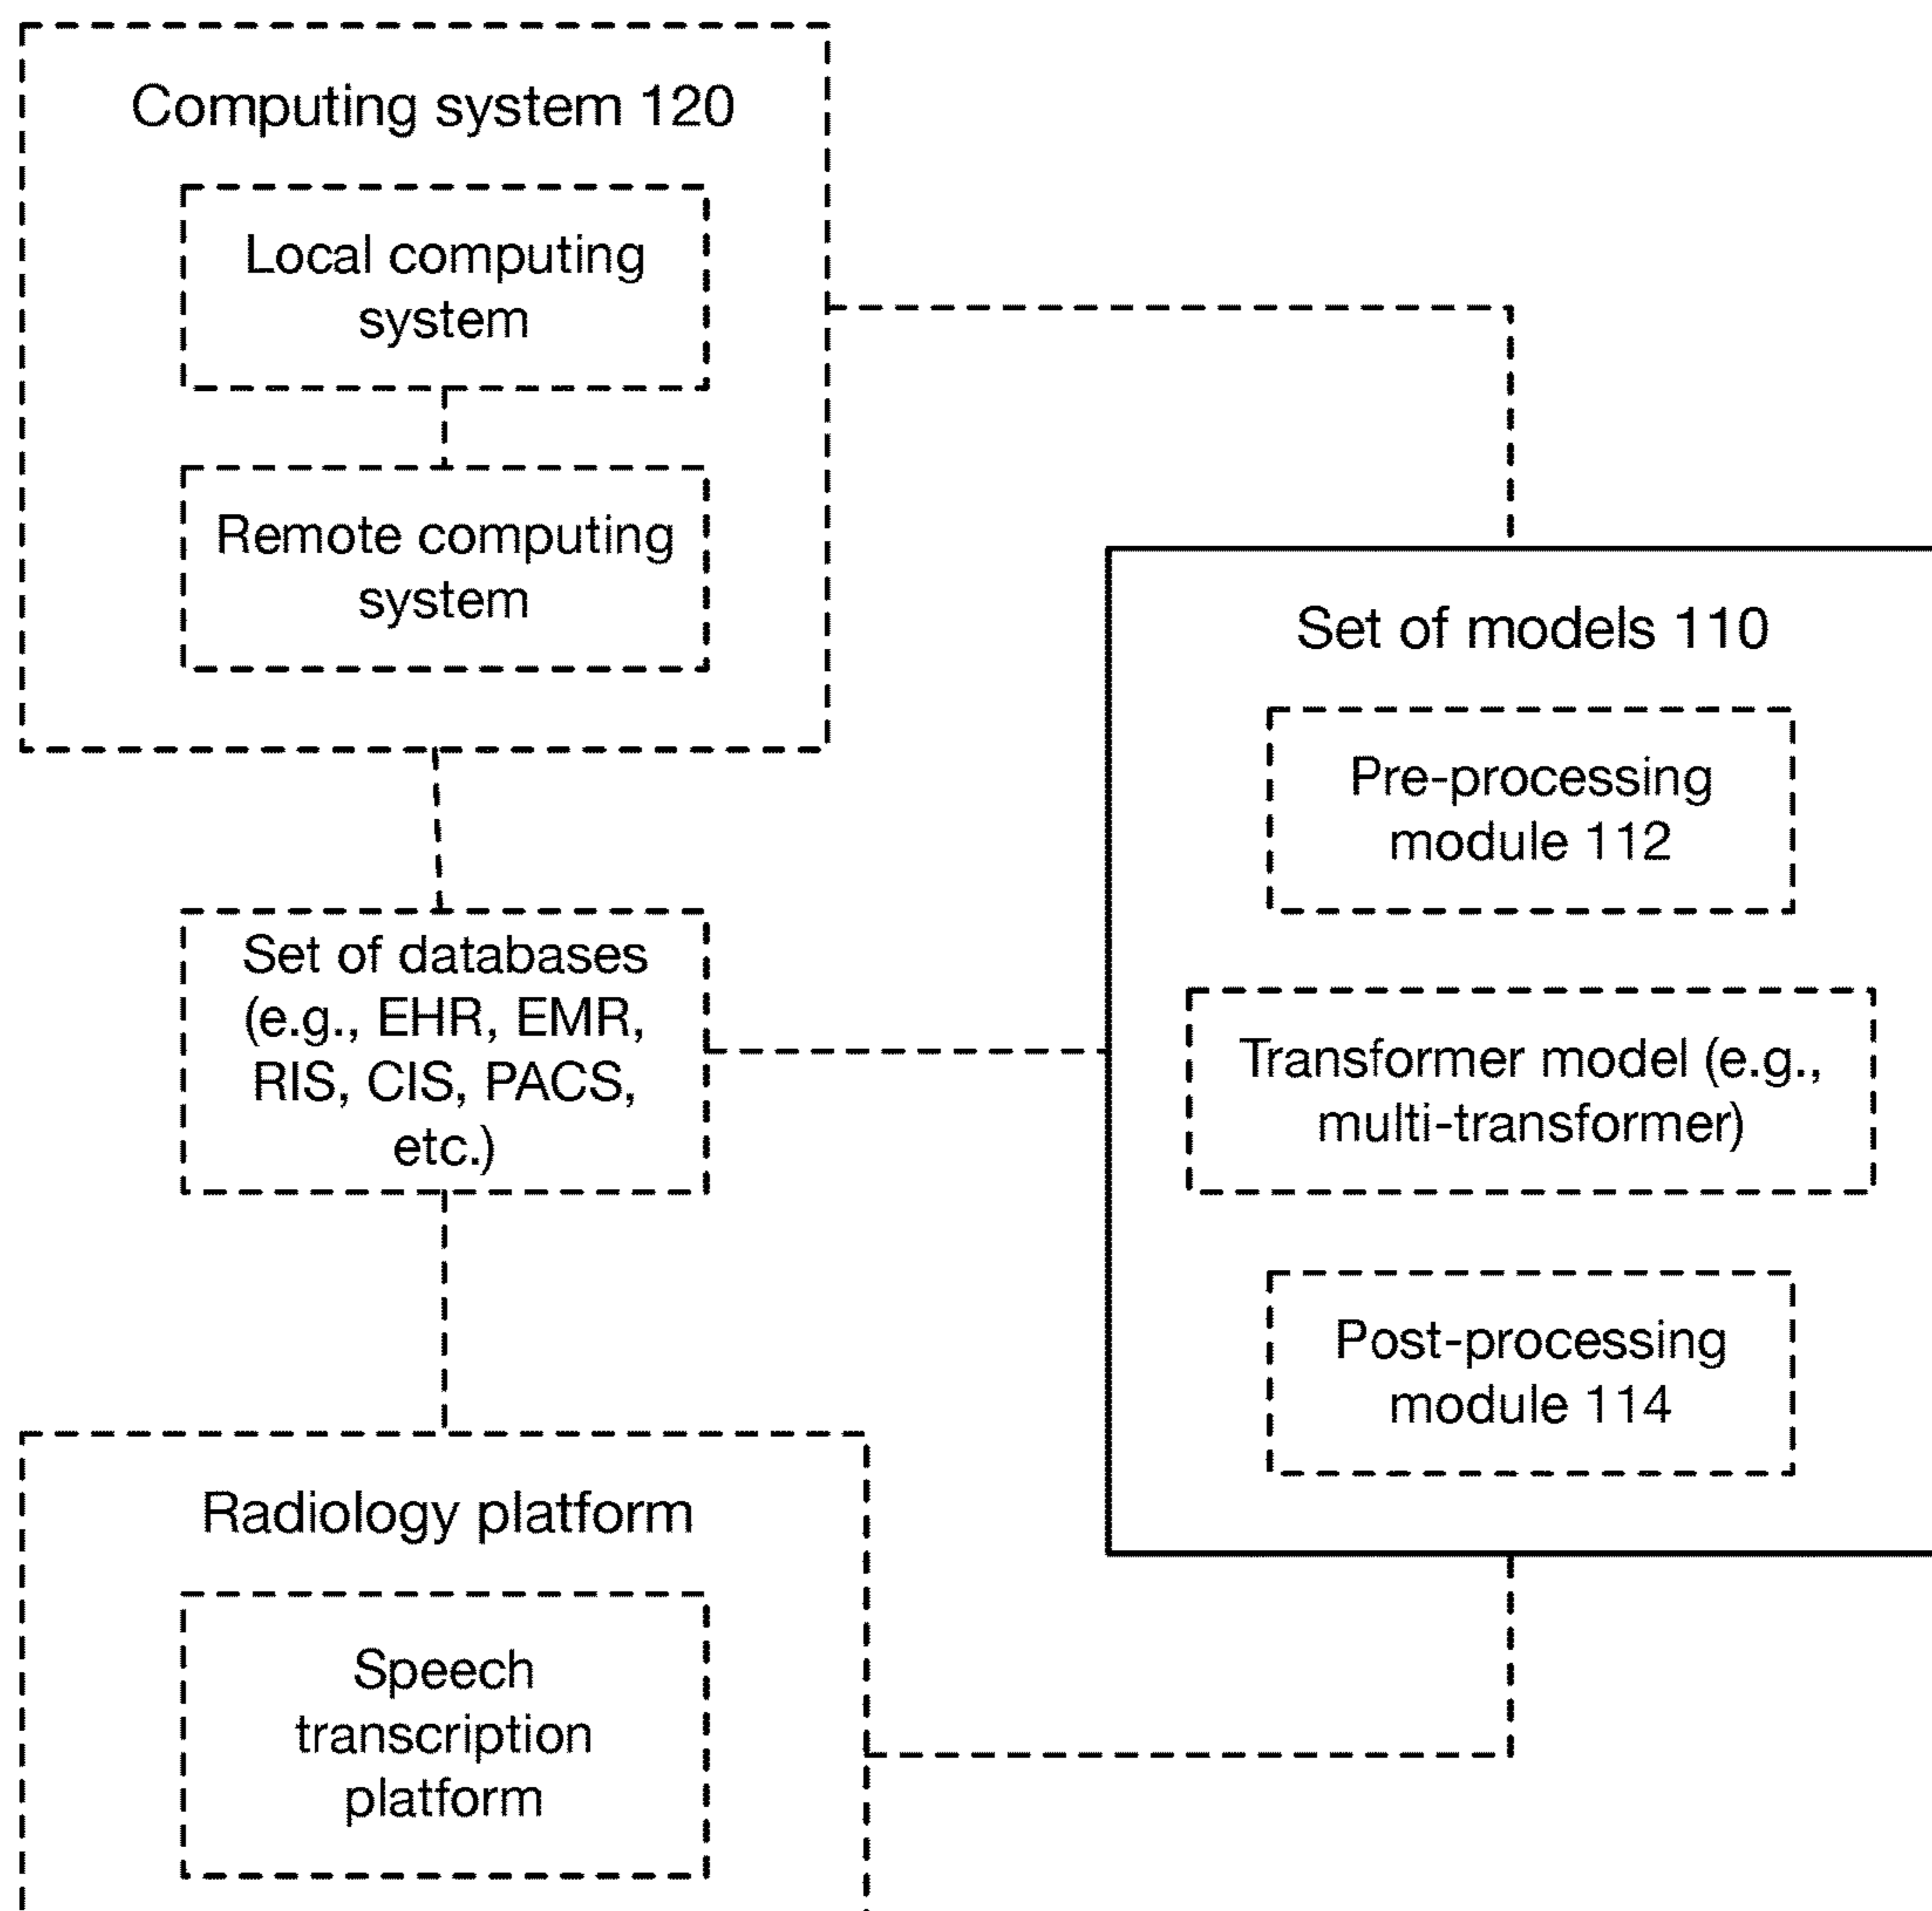 Computing system 120
Local computing
system
Remote computing
system
Set of models 110
Pre-processing
module 112
Set of databases
(e.g., EHR, EMR,
RIS, CIS, PACS,
etc.)
Transformer model (e.g.,
multi-transformer)
Post-processing
module 114
Radiology platform
Speech
transcription
platform